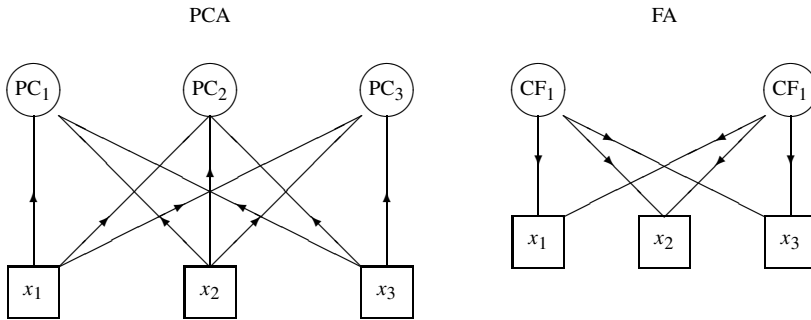 PCA FA
PC₁ PC₂ PC₃ CF₁ CF₁
x₁ x₂ x₃
x₁ x₂ x₃